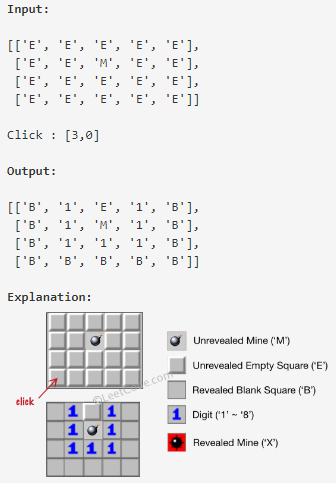 Input:
[['E', 'E', 'E', 'E', 'E'],
 ['E', 'E', 'M', 'E', 'E'],
 ['E', 'E', 'E', 'E', 'E'],
 ['E', 'E', 'E', 'E', 'E']]
Click : [3,0]
Output:
[['B', '1', 'E', '1', 'B'],
 ['B', '1', 'M', '1', 'B'],
 ['B', '1', '1', '1', 'B'],
 ['B', 'B', 'B', 'B', 'B']]
Explanation:
Unrevealed Mine ('M')
Unrevealed Empty Square ('E')
click
©LeetCode.com
Revealed Blank Square ('B')
1 1
1 Digit ('1' ~ '8')
1 1
1 1 1
Revealed Mine ('X')